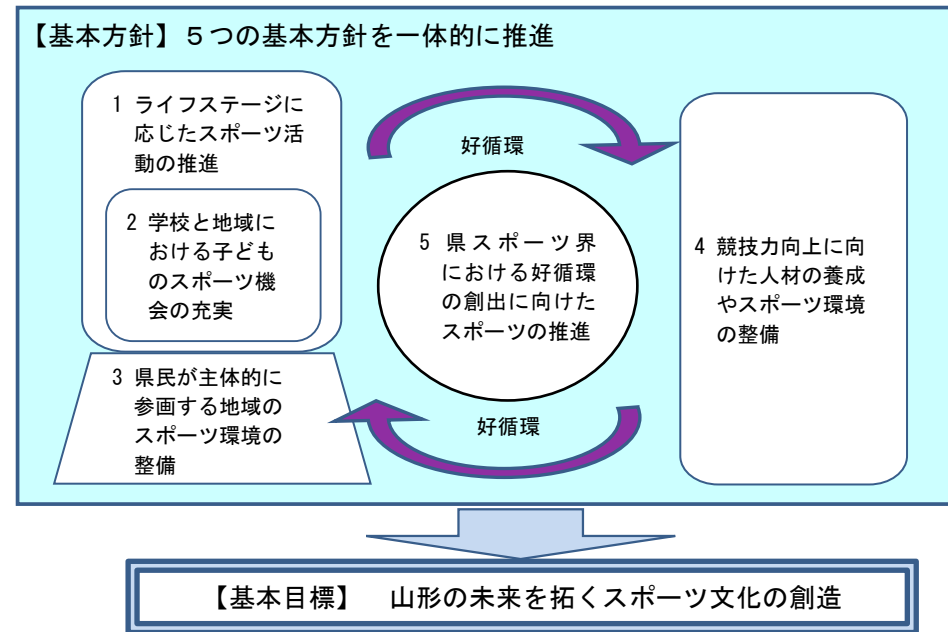 【基本方針】５つの基本方針を一体的に推進
1 ライフステージに
応じたスポーツ活
動の推進
2 学校と地域に
おける子ども
のスポーツ機
会の充実
3 県民が主体的に
参画する地域の
スポーツ環境の
整備
好循環
5 県スポーツ界
における好循環
の創出に向けた
スポーツの推進
好循環
4 競技力向上に向
けた人材の養成
やスポーツ環境
の整備
【基本目標】　山形の未来を拓くスポーツ文化の創造